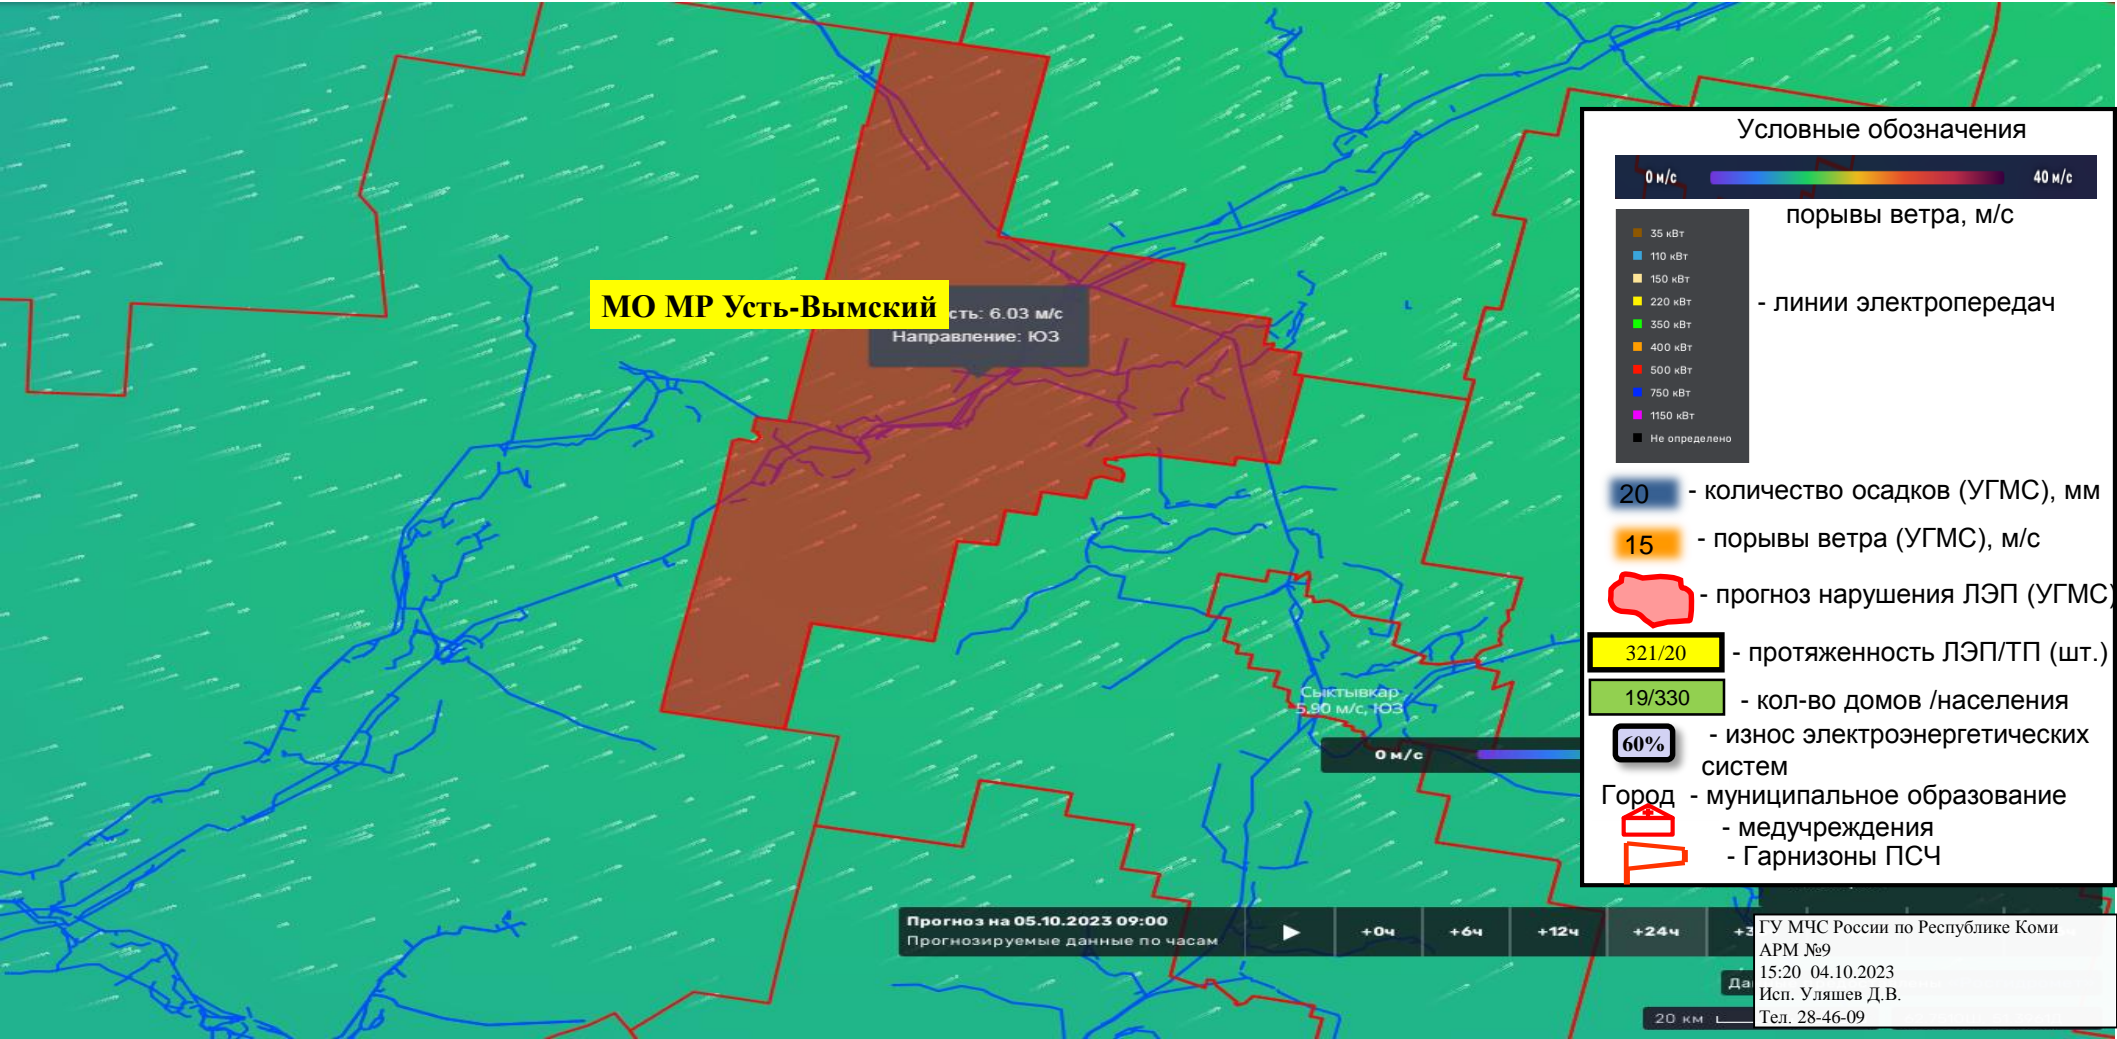 МО МР Усть-Вымский
сть: 6.03 м/с
Направление: ЮЗ
Сыктывкар
5.90 м/с, ЮЗ
0 м/с
Прогноз на 05.10.2023 09:00
Прогнозируемые данные по часам
+0ч
+6ч
+12ч
+24ч
+3
Да
20 км
Условные обозначения
0 м/с
40 м/с
порывы ветра, м/с
35 кВт
110 кВт
150 кВт
220 кВт
350 кВт
400 кВт
500 кВт
750 кВт
1150 кВт
Не определено
- линии электропередач
20 - количество осадков (УГМС), мм
15 - порывы ветра (УГМС), м/с
- прогноз нарушения ЛЭП (УГМС)
321/20 - протяженность ЛЭП/ТП (шт.)
19/330 - кол-во домов /населения
60% - износ электроэнергетических
систем
Город - муниципальное образование
- медучреждения
- Гарнизоны ПСЧ
ГУ МЧС России по Республике Коми
АРМ №9
15:20 04.10.2023
Исп. Уляшев Д.В.
Тел. 28-46-09